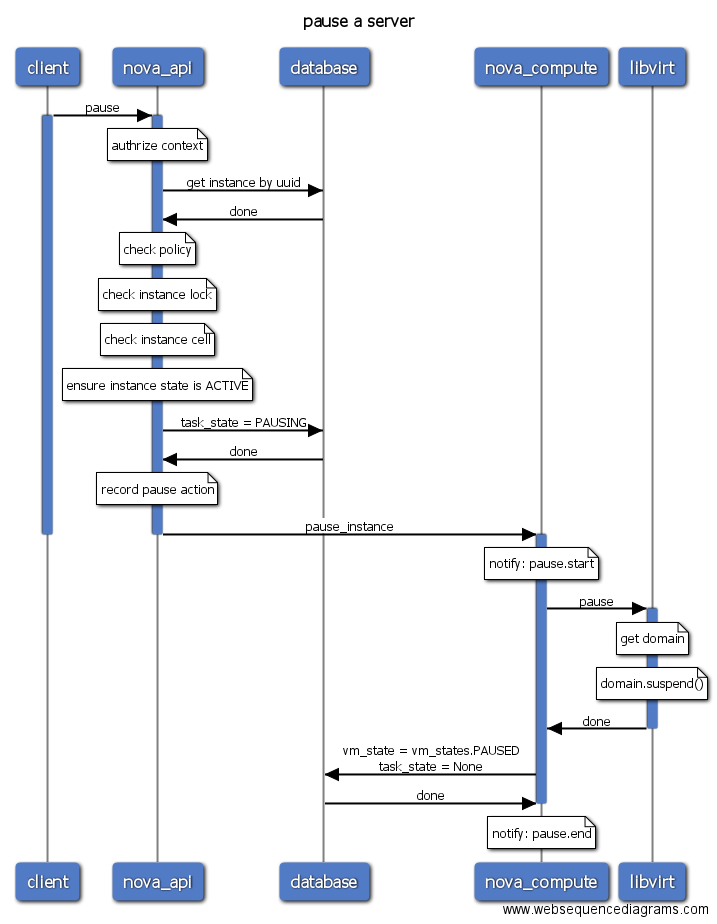 pause a server
client
nova_api
database
nova_compute
libvirt
pause
authrize context
get instance by uuid
done
check policy
check instance lock
check instance cell
ensure instance state is ACTIVE
task_state = PAUSING
done
record pause action
pause_instance
notify: pause.start
pause
get domain
domain.suspend()
done
vm_state = vm_states.PAUSED
task_state = None
done
notify: pause.end
client
nova_api
database
nova_compute
libvirt
www.websequencediagrams.com